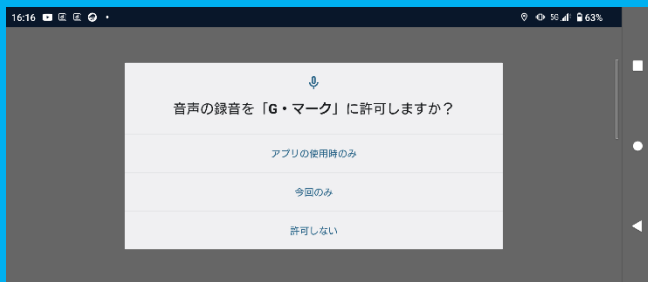 16:16
5G 63%
音声の録音を「G・マーク」に許可しますか？
アプリの使用時のみ
今回のみ
許可しない